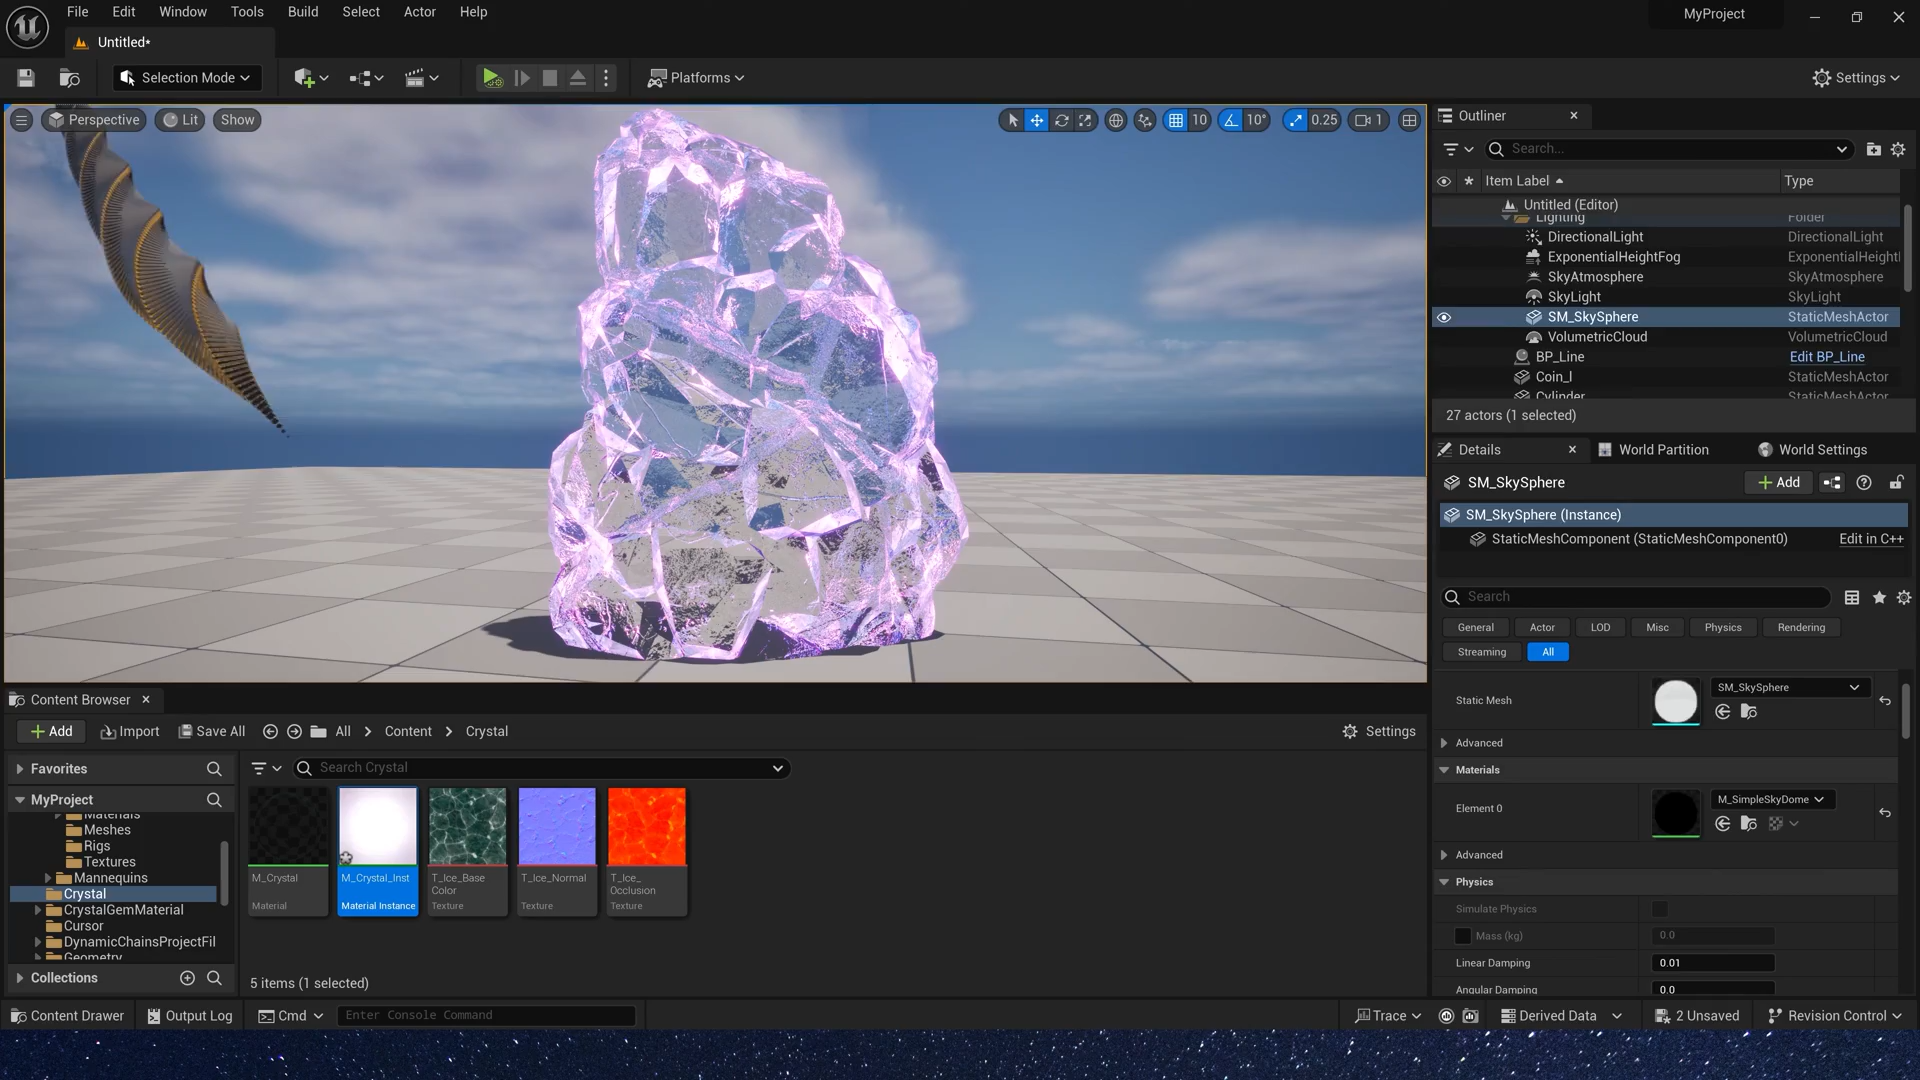 File Edit Window Tools Build Select Actor Help
MyProject
Untitled*
Selection Mode
Platforms
Settings
Perspective Lit Show
10 10° 0.25 1
Outliner
Search...
Item Label Type
Untitled (Editor)
Lighting Folder
DirectionalLight DirectionalLight
ExponentialHeightFog ExponentialHeightl
SkyAtmosphere SkyAtmosphere
SkyLight SkyLight
SM_SkySphere StaticMeshActor
VolumetricCloud VolumetricCloud
BP_Line Edit BP_Line
Coin_l StaticMeshActor
Cylinder StaticMeshActor
27 actors (1 selected)
Details World Partition World Settings
SM_SkySphere Add
SM_SkySphere (Instance)
StaticMeshComponent (StaticMeshComponent0) Edit in C++
Search
General Actor LOD Misc Physics Rendering
Streaming All
Static Mesh SM_SkySphere
Advanced
Materials
Element 0 M_SimpleSkyDome
Advanced
Physics
Simulate Physics
Mass (kg) 0.0
Linear Damping 0.01
Angular Damping 0.0
Content Browser
Add Import Save All All Content Crystal Settings
Favorites
MyProject
Materials
Meshes
Rigs
Textures
Mannequins
Crystal
CrystalGemMaterial
Cursor
DynamicChainsProjectFil
Geometry
Collections
Search Crystal
M_Crystal
Material
M_Crystal_Inst
Material Instance
T_Ice_Base
Color
Texture
T_Ice_Normal
Texture
T_Ice_
Occlusion
Texture
5 items (1 selected)
Content Drawer Output Log Cmd Enter Console Command Trace Derived Data 2 Unsaved Revision Control